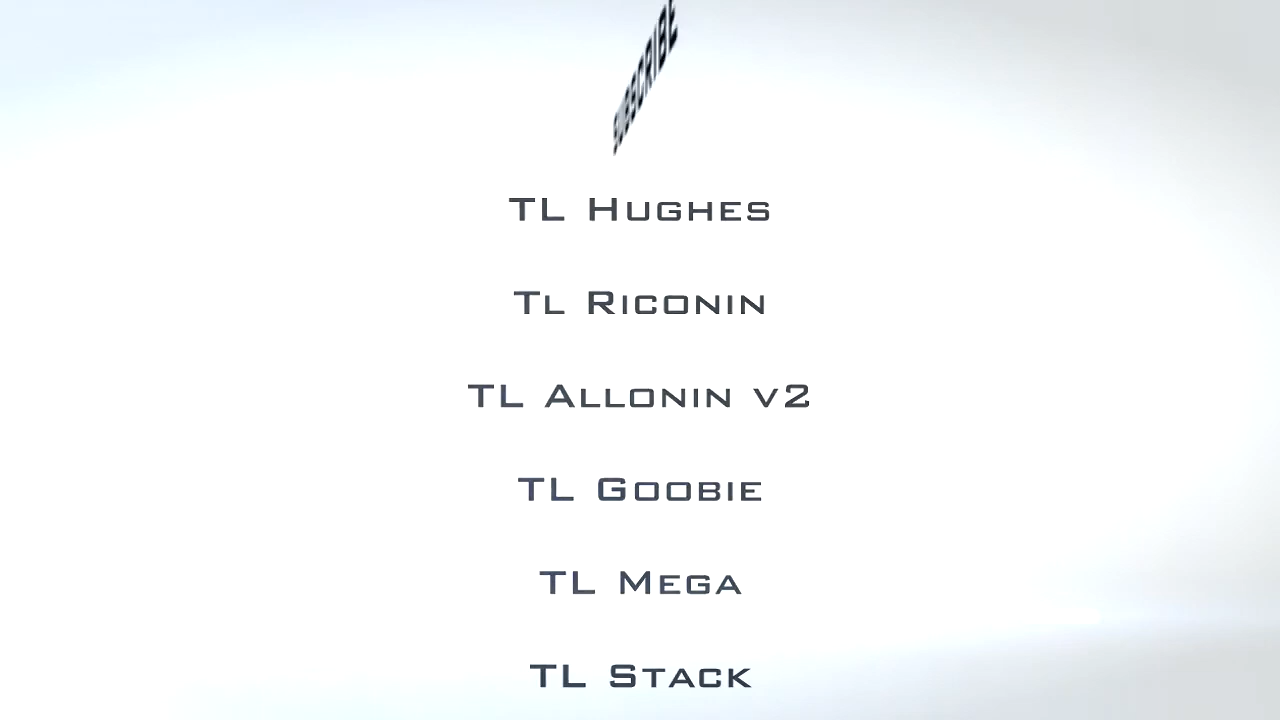 SUBSCRIBE
TL Hughes
Tl Riconin
TL Allonin v2
TL Goobie
TL Mega
TL Stack